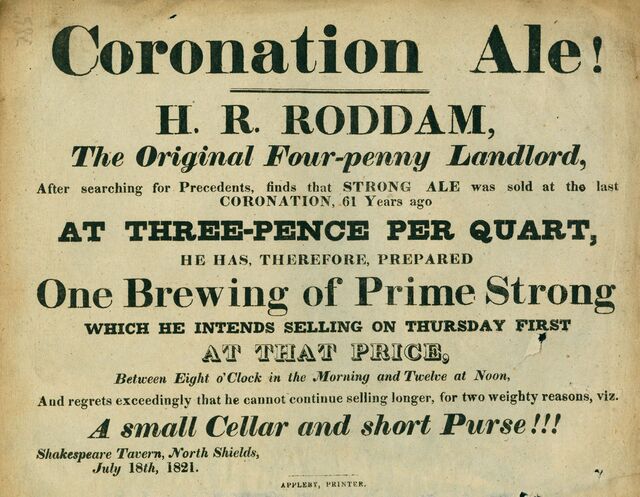 Coronation Ale!
H. R. RODDAM,
The Original Four-penny Landlord,
After searching for Precedents, finds that STRONG ALE was sold at the last
CORONATION, 61 Years ago
AT THREE-PENCE PER QUART,
HE HAS, THEREFORE, PREPARED
One Brewing of Prime Strong
WHICH HE INTENDS SELLING ON THURSDAY FIRST
AT THAT PRICE,
Between Eight o'Clock in the Morning and Twelve at Noon,
And regrets exceedingly that he cannot continue selling longer, for two weighty reasons, viz.
A small Cellar and short Purse!!!
Shakespeare Tavern, North Shields,
July 18th, 1821.
APPLEBY, PRINTER.